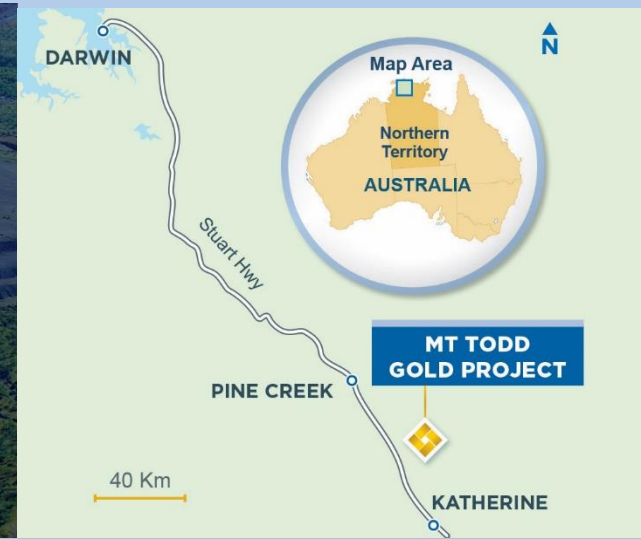 DARWIN
N
Map Area
Northern
Territory
AUSTRALIA
Stuart Hwy
MT TODD
GOLD PROJECT
PINE CREEK
40 Km
KATHERINE